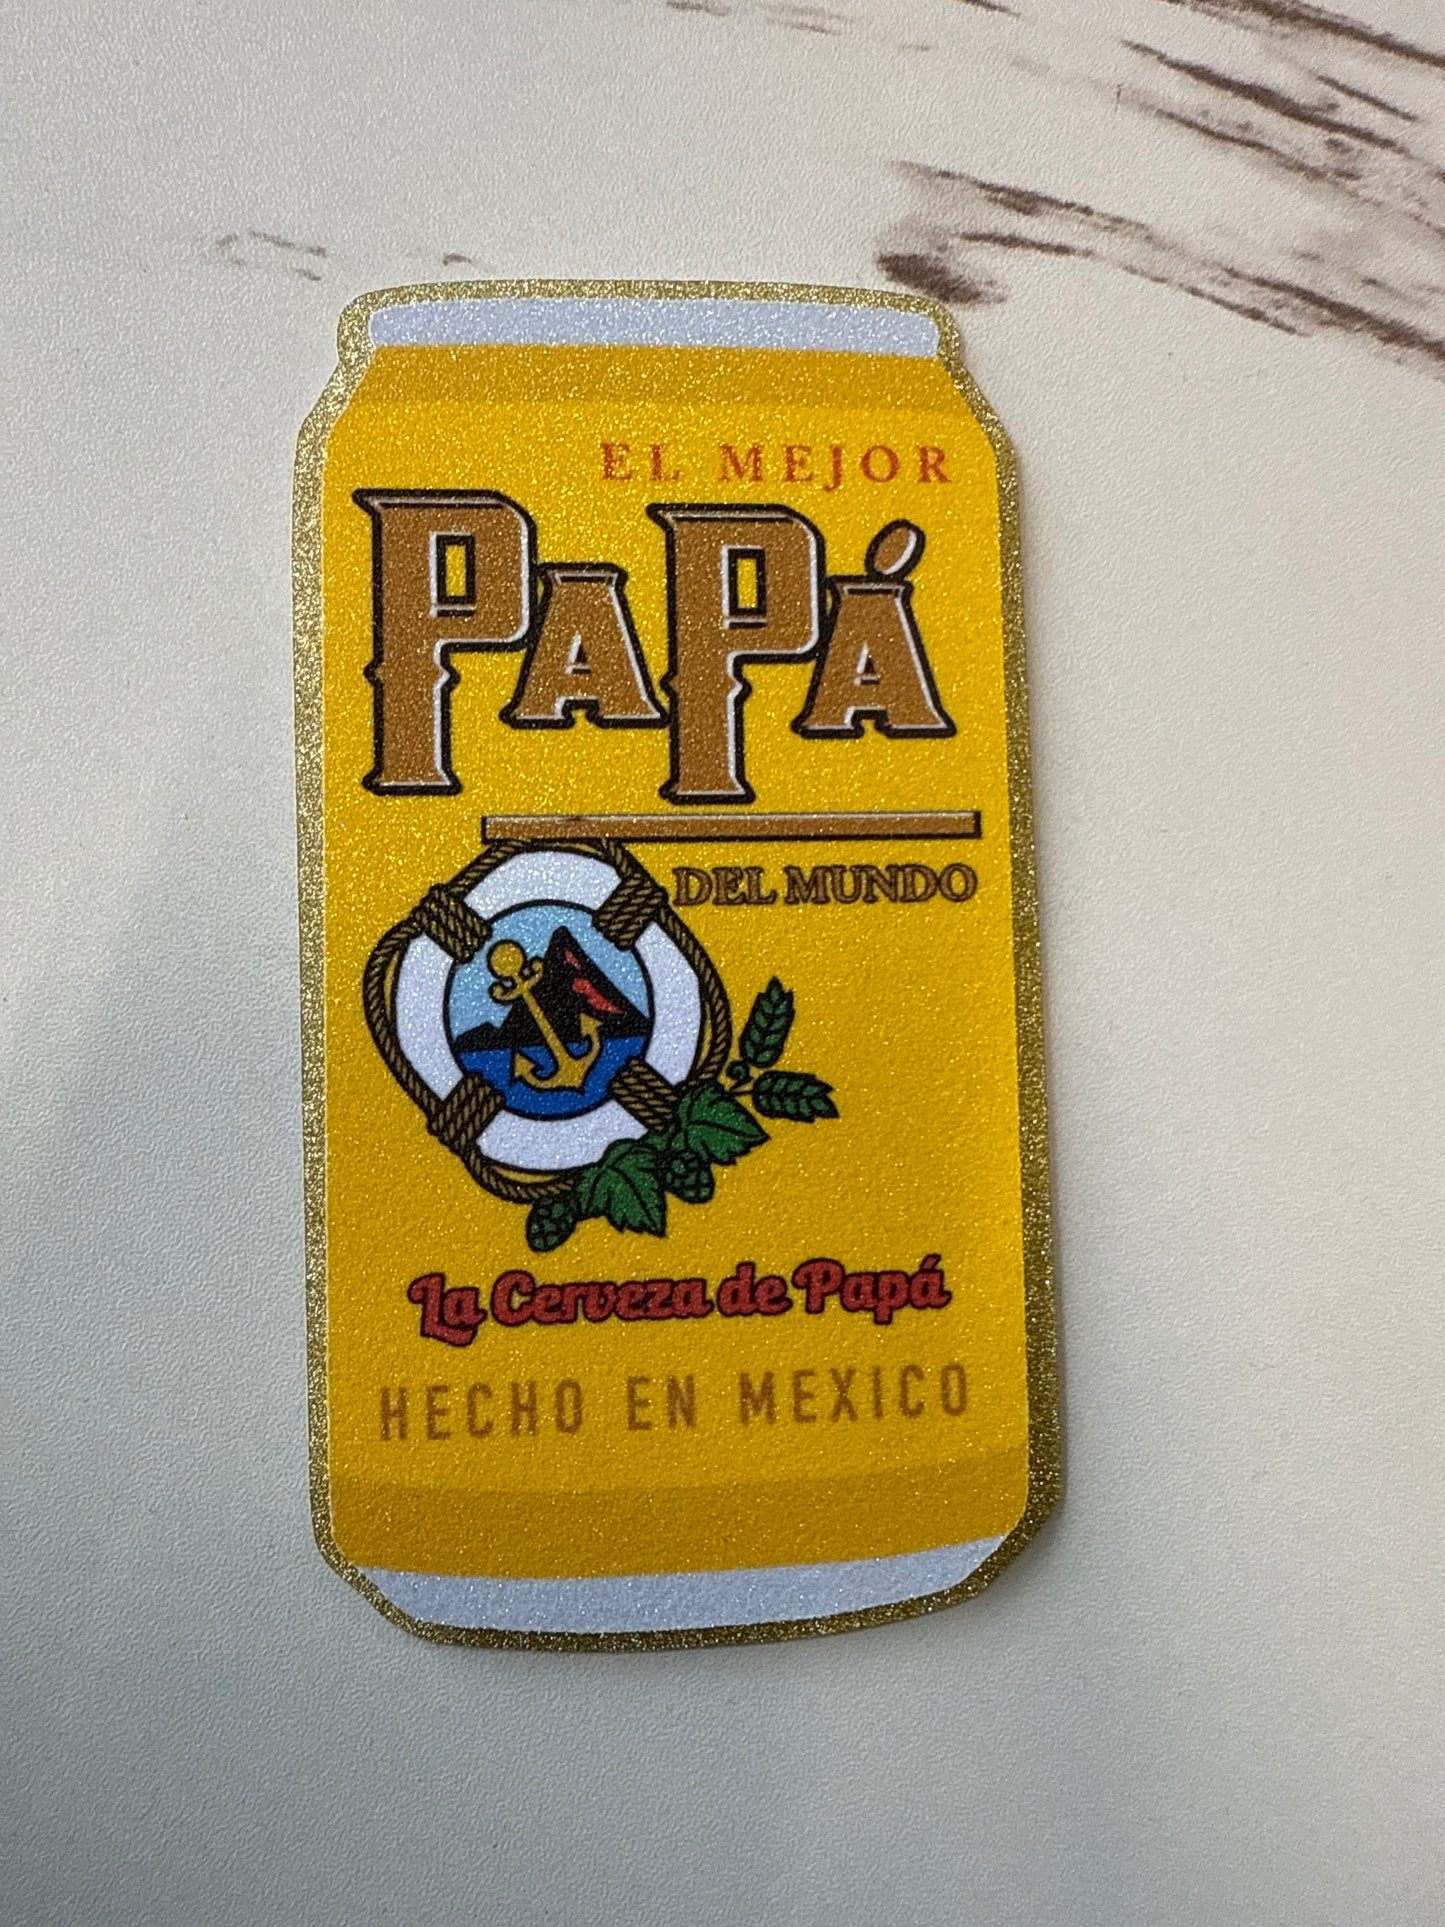 EL MEJOR
PAPÁ
DEL MUNDO
La Cerveza de Papá
HECHO EN MEXICO